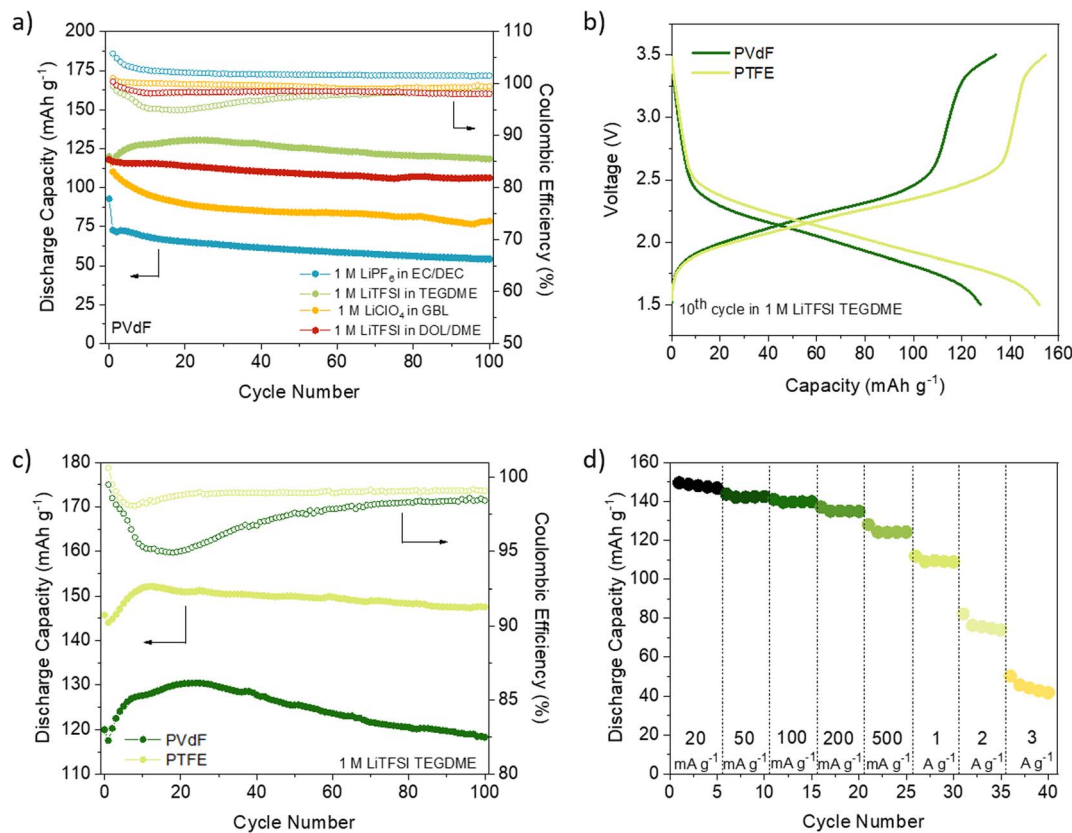 a)
200
175
150
125
100
75
50
25
0
Discharge Capacity (mAh g⁻¹)
110
100
90
80
70
60
50
Coulombic Efficiency (%)
1 M LiPF₆ in EC/DEC
1 M LiTFSI in TEGDME
1 M LiClO₄ in GBL
1 M LiTFSI in DOL/DME
PVdF
0 20 40 60 80 100
Cycle Number
b)
3.5
3.0
2.5
2.0
1.5
Voltage (V)
PVdF
PTFE
10ᵗʰ cycle in 1 M LiTFSI TEGDME
0 20 40 60 80 100 120 140 160
Capacity (mAh g⁻¹)
c)
180
170
160
150
140
130
120
110
Discharge Capacity (mAh g⁻¹)
100
95
90
85
80
Coulombic Efficiency (%)
PVdF
PTFE
1 M LiTFSI TEGDME
0 20 40 60 80 100
Cycle Number
d)
160
140
120
100
80
60
40
20
0
Discharge Capacity (mAh g⁻¹)
20 50 100 200 500 1 2 3
mA g⁻¹ mA g⁻¹ mA g⁻¹ mA g⁻¹ mA g⁻¹ A g⁻¹ A g⁻¹ A g⁻¹
0 5 10 15 20 25 30 35 40
Cycle Number